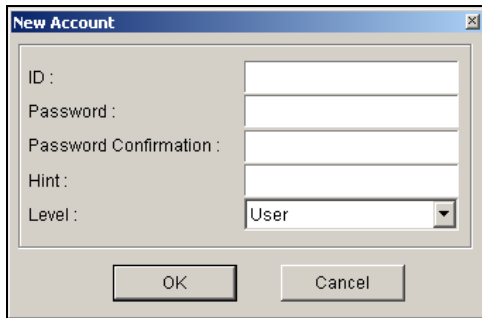 New Account
ID :
Password :
Password Confirmation :
Hint :
Level : User
OK Cancel